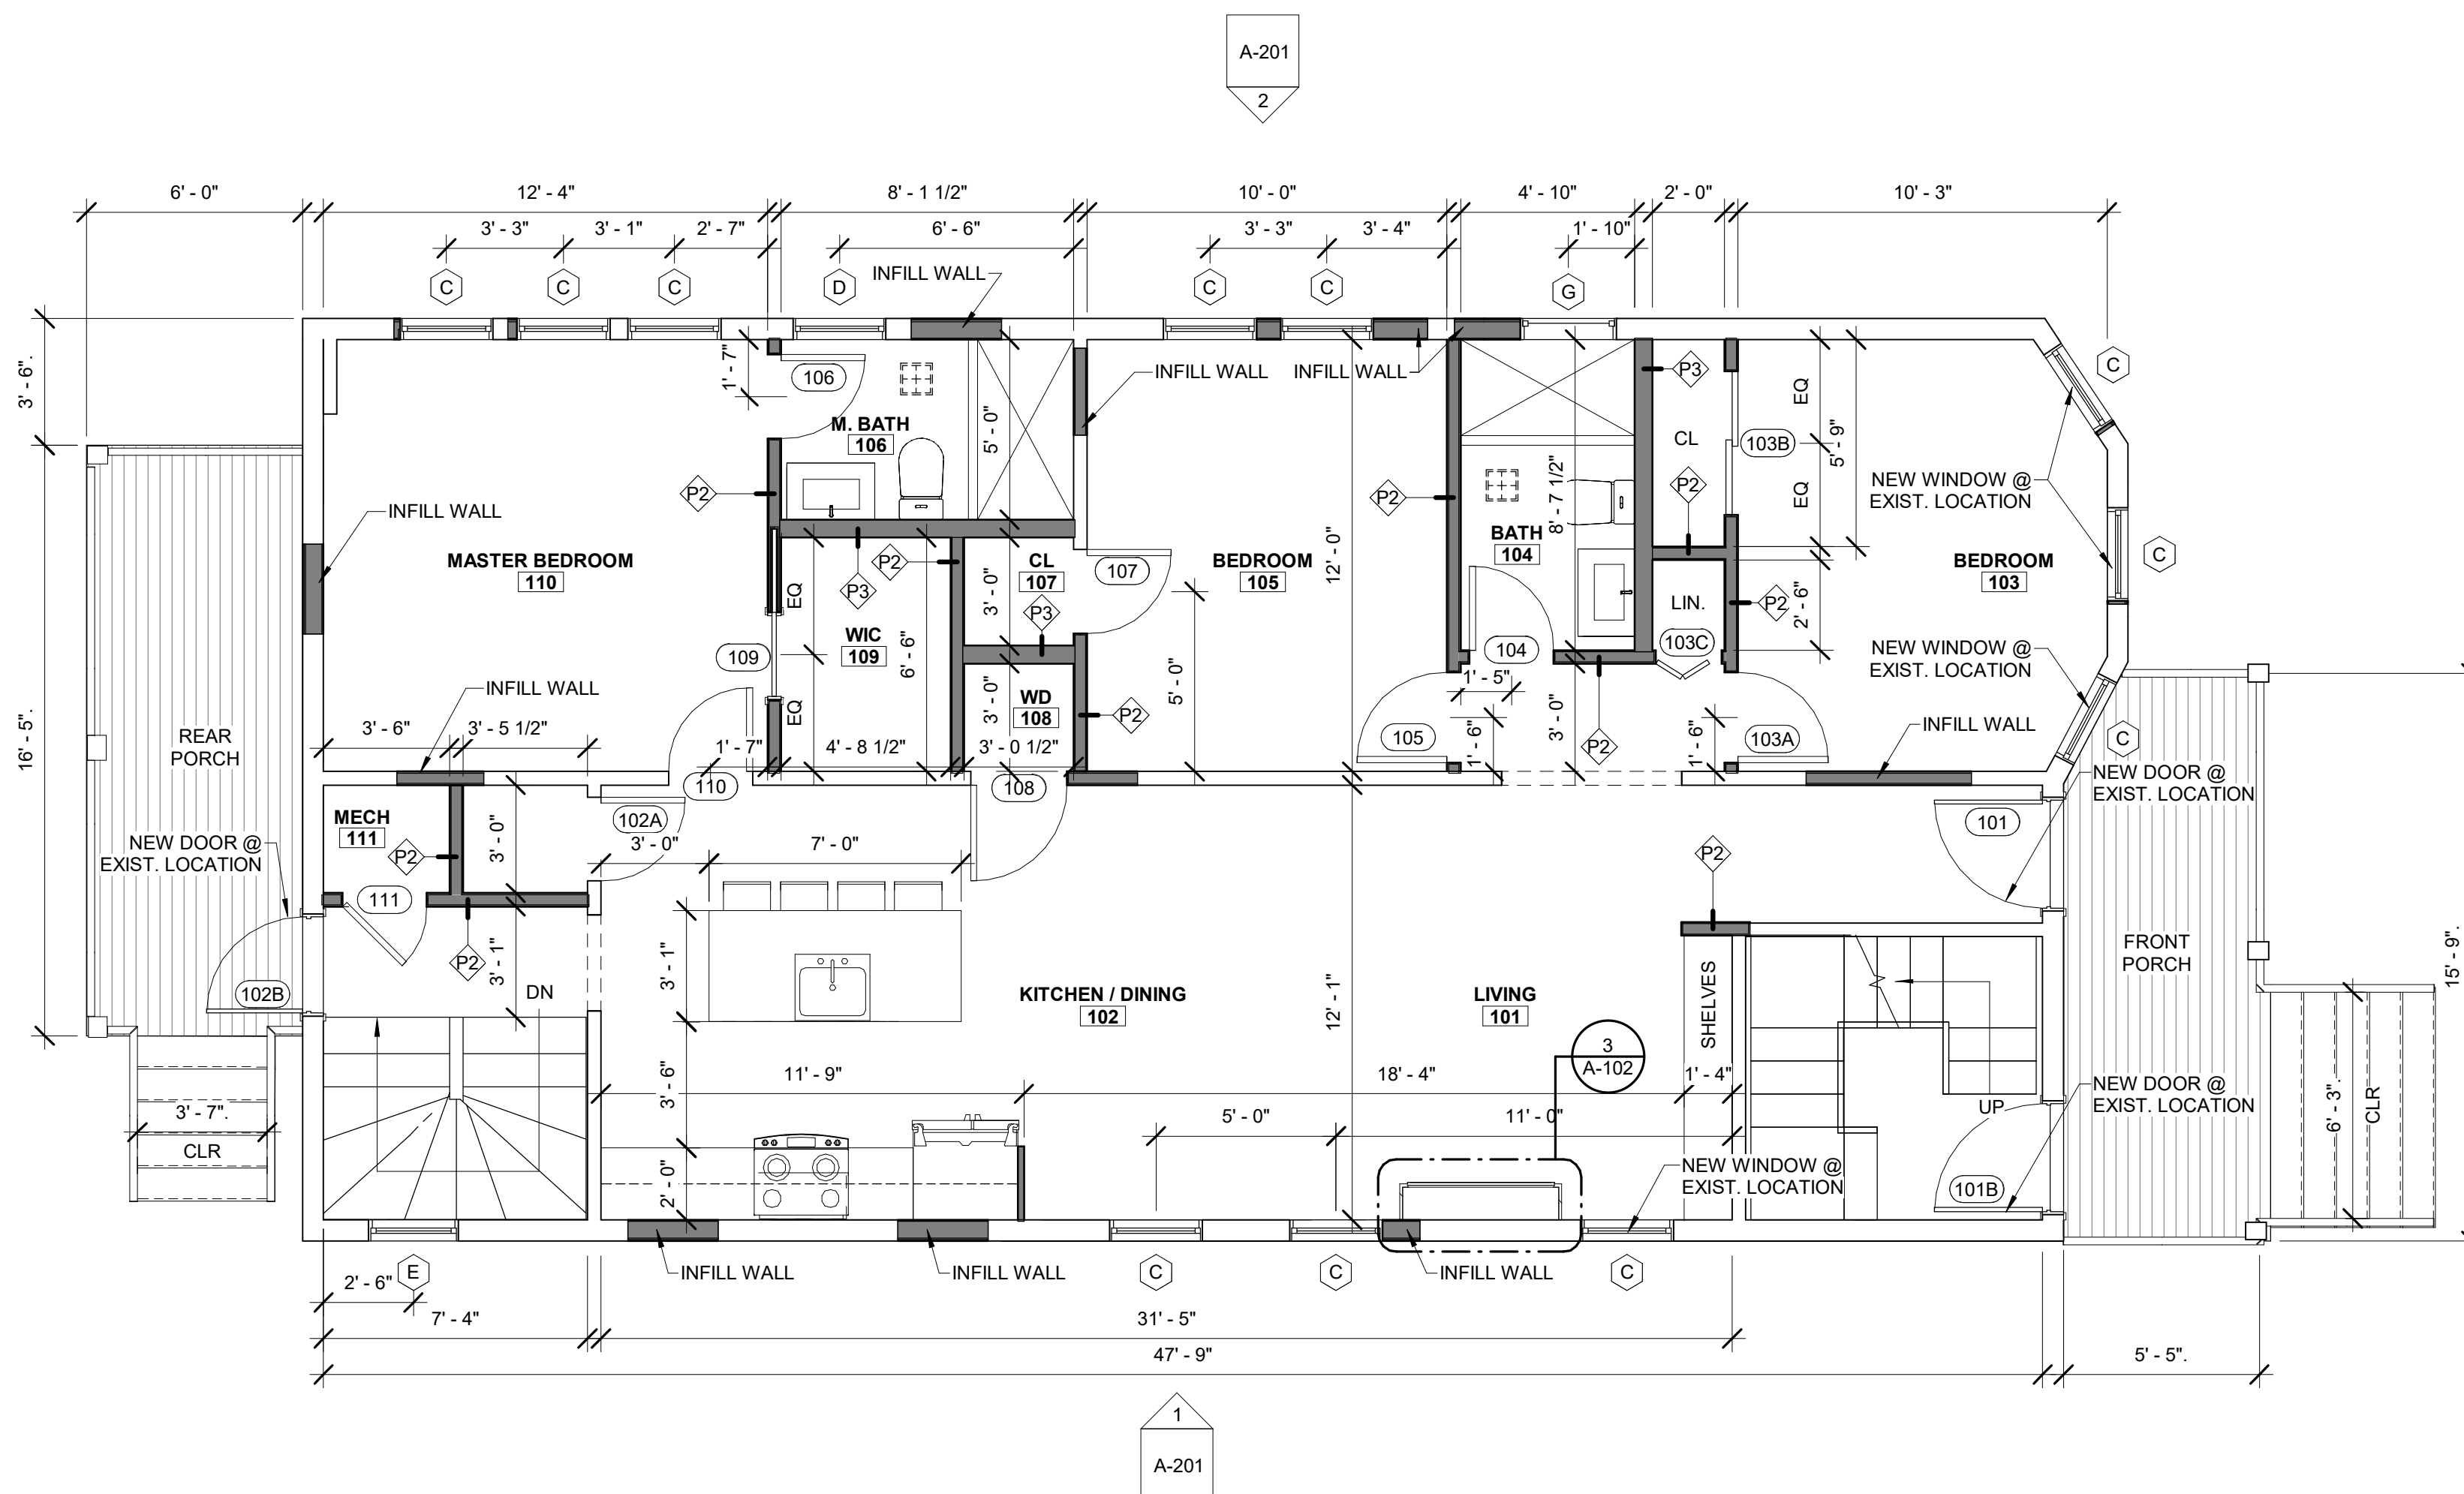 A-201
2
6' - 0"
12' - 4"
8' - 1 1/2"
10' - 0"
4' - 10"
2' - 0"
10' - 3"
3' - 3"
3' - 1"
2' - 7"
6' - 6"
3' - 3"
3' - 4"
1' - 10"
INFILL WALL
C
C
C
D
C
C
G
3' - 6".
1' - 7"
106
INFILL WALL
INFILL WALL
P3
EQ
C
M. BATH
106
5' - 0"
CL
103B
5' - 9"
P2
P2
P2
EQ
NEW WINDOW @
EXIST. LOCATION
8' - 7 1/2"
INFILL WALL
BATH
104
MASTER BEDROOM
110
P2
CL
107
107
BEDROOM
105
12' - 0"
BEDROOM
103
C
EQ
P3
3' - 0"
P3
LIN.
P2
2' - 6"
WIC
109
6' - 6"
109
104
103C
NEW WINDOW @
EXIST. LOCATION
INFILL WALL
EQ
3' - 0"
WD
108
P2
5' - 0"
1' - 5"
INFILL WALL
16' - 5".
REAR
PORCH
3' - 6"
3' - 5 1/2"
1' - 7"
4' - 8 1/2"
3' - 0 1/2"
105
1' - 6"
3' - 0"
P2
1' - 6"
103A
C
110
108
NEW DOOR @
EXIST. LOCATION
MECH
111
102A
101
NEW DOOR @
EXIST. LOCATION
P2
3' - 0"
3' - 0"
7' - 0"
P2
111
P2
3' - 1"
3' - 1"
FRONT
PORCH
15' - 9".
102B
DN
KITCHEN / DINING
102
12' - 1"
LIVING
101
SHELVES
3
A-102
3' - 6"
11' - 9"
18' - 4"
1' - 4"
NEW DOOR @
EXIST. LOCATION
UP
3' - 7".
CLR
5' - 0"
11' - 0"
6' - 3".
CLR
2' - 0"
NEW WINDOW @
EXIST. LOCATION
101B
2' - 6"
E
INFILL WALL
INFILL WALL
C
C
INFILL WALL
C
7' - 4"
31' - 5"
47' - 9"
5' - 5".
1
A-201